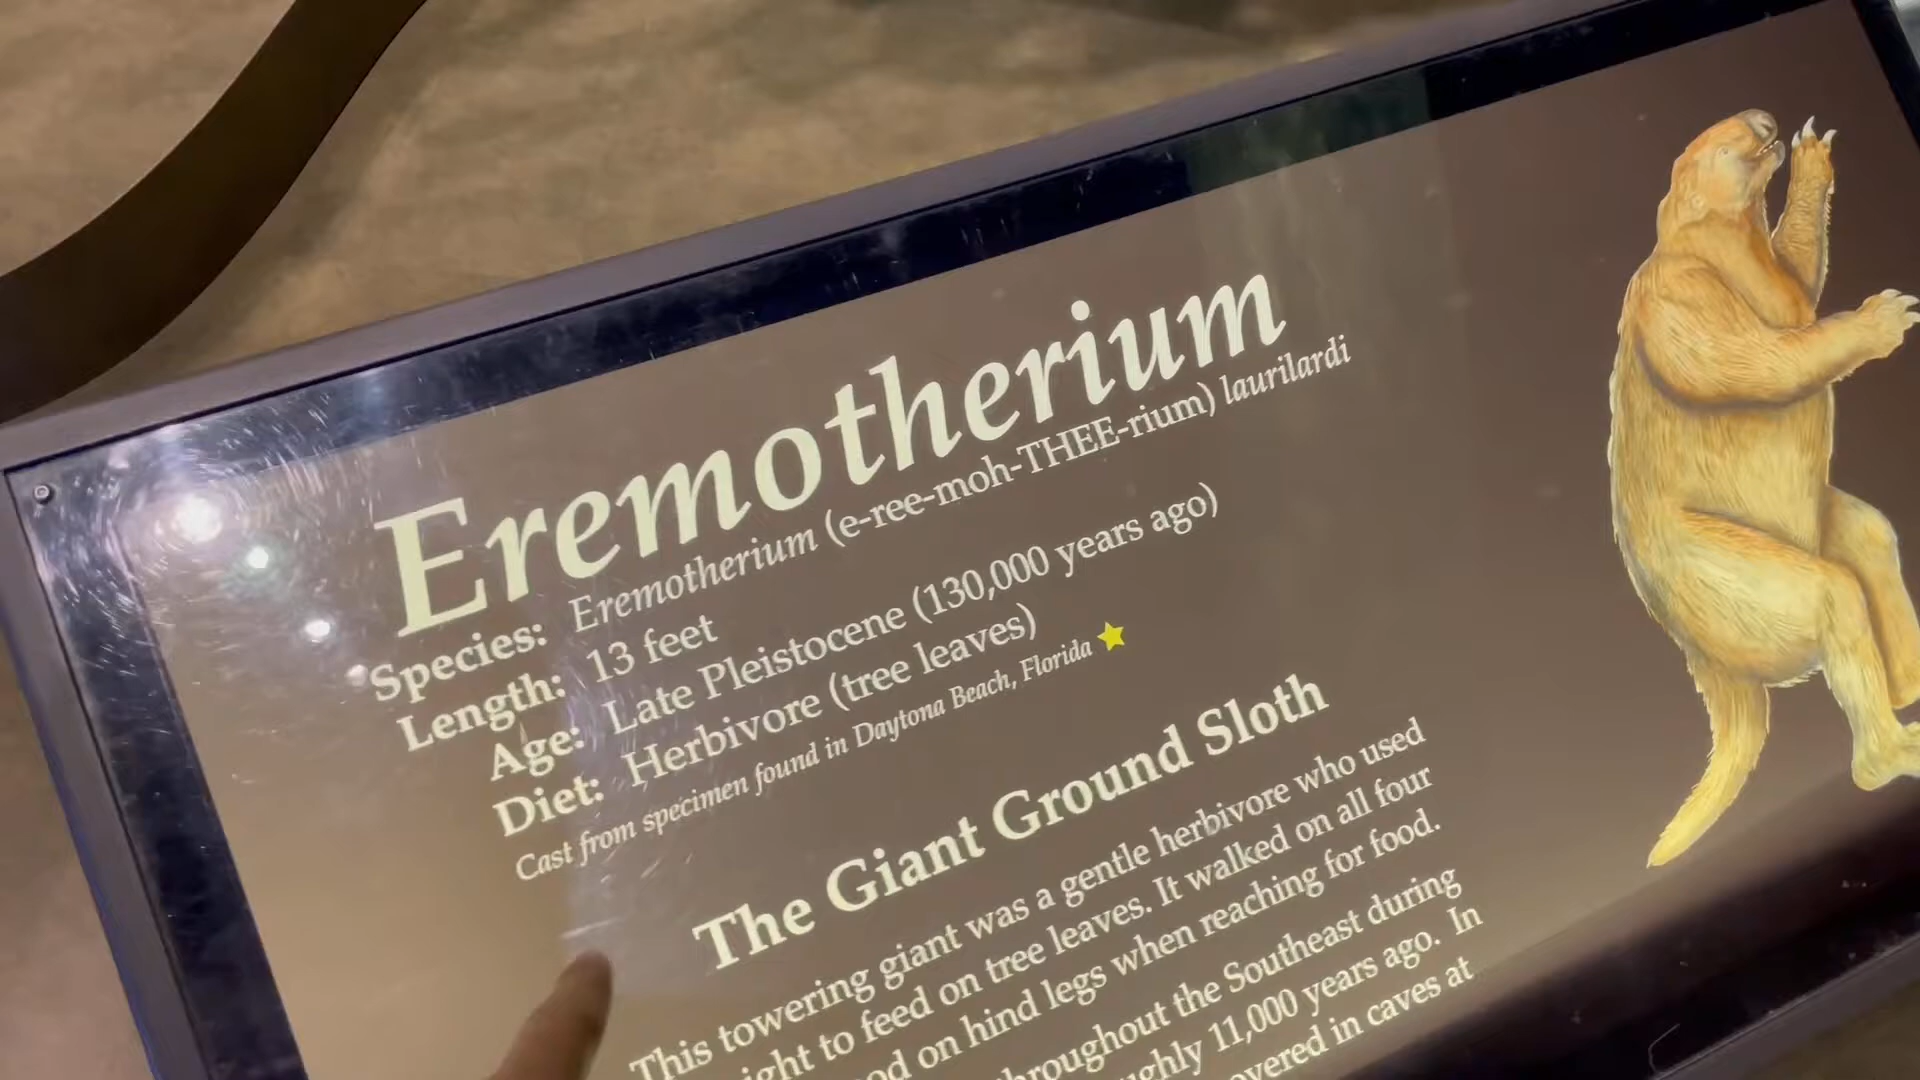 Eremotherium
Species: Eremotherium (e-ree-moh-THEE-rium) laurilardi
Length: 13 feet
Age: Late Pleistocene (130,000 years ago)
Diet: Herbivore (tree leaves)
Cast from specimen found in Daytona Beach, Florida
The Giant Ground Sloth
This towering giant was a gentle herbivore who used
to feed on tree leaves. It walked on all four
on hind legs when reaching for food.
the Southeast during
11,000 years ago. In
in caves at